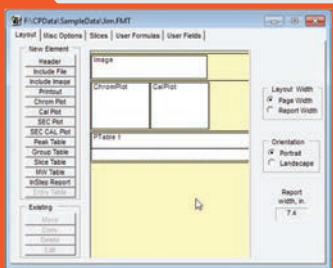 F:\CPData\SampleData\Jim.FMT
Layout Misc Options Slices User Formulas User Fields
New Element
Header
Include File
Include Image
Printout
Chrom Plot
Cal Plot
SEC Plot
SEC CAL Plot
Peak Table
Group Table
Slice Table
MW Table
InStep Report
Entry Table
Existing
Move
Copy
Delete
Edit
Image
ChromPlot CalPlot
PTable 1
Layout Width
Page Width
Report Width
Orientation
Portrait
Landscape
Report
width, in.
7.4